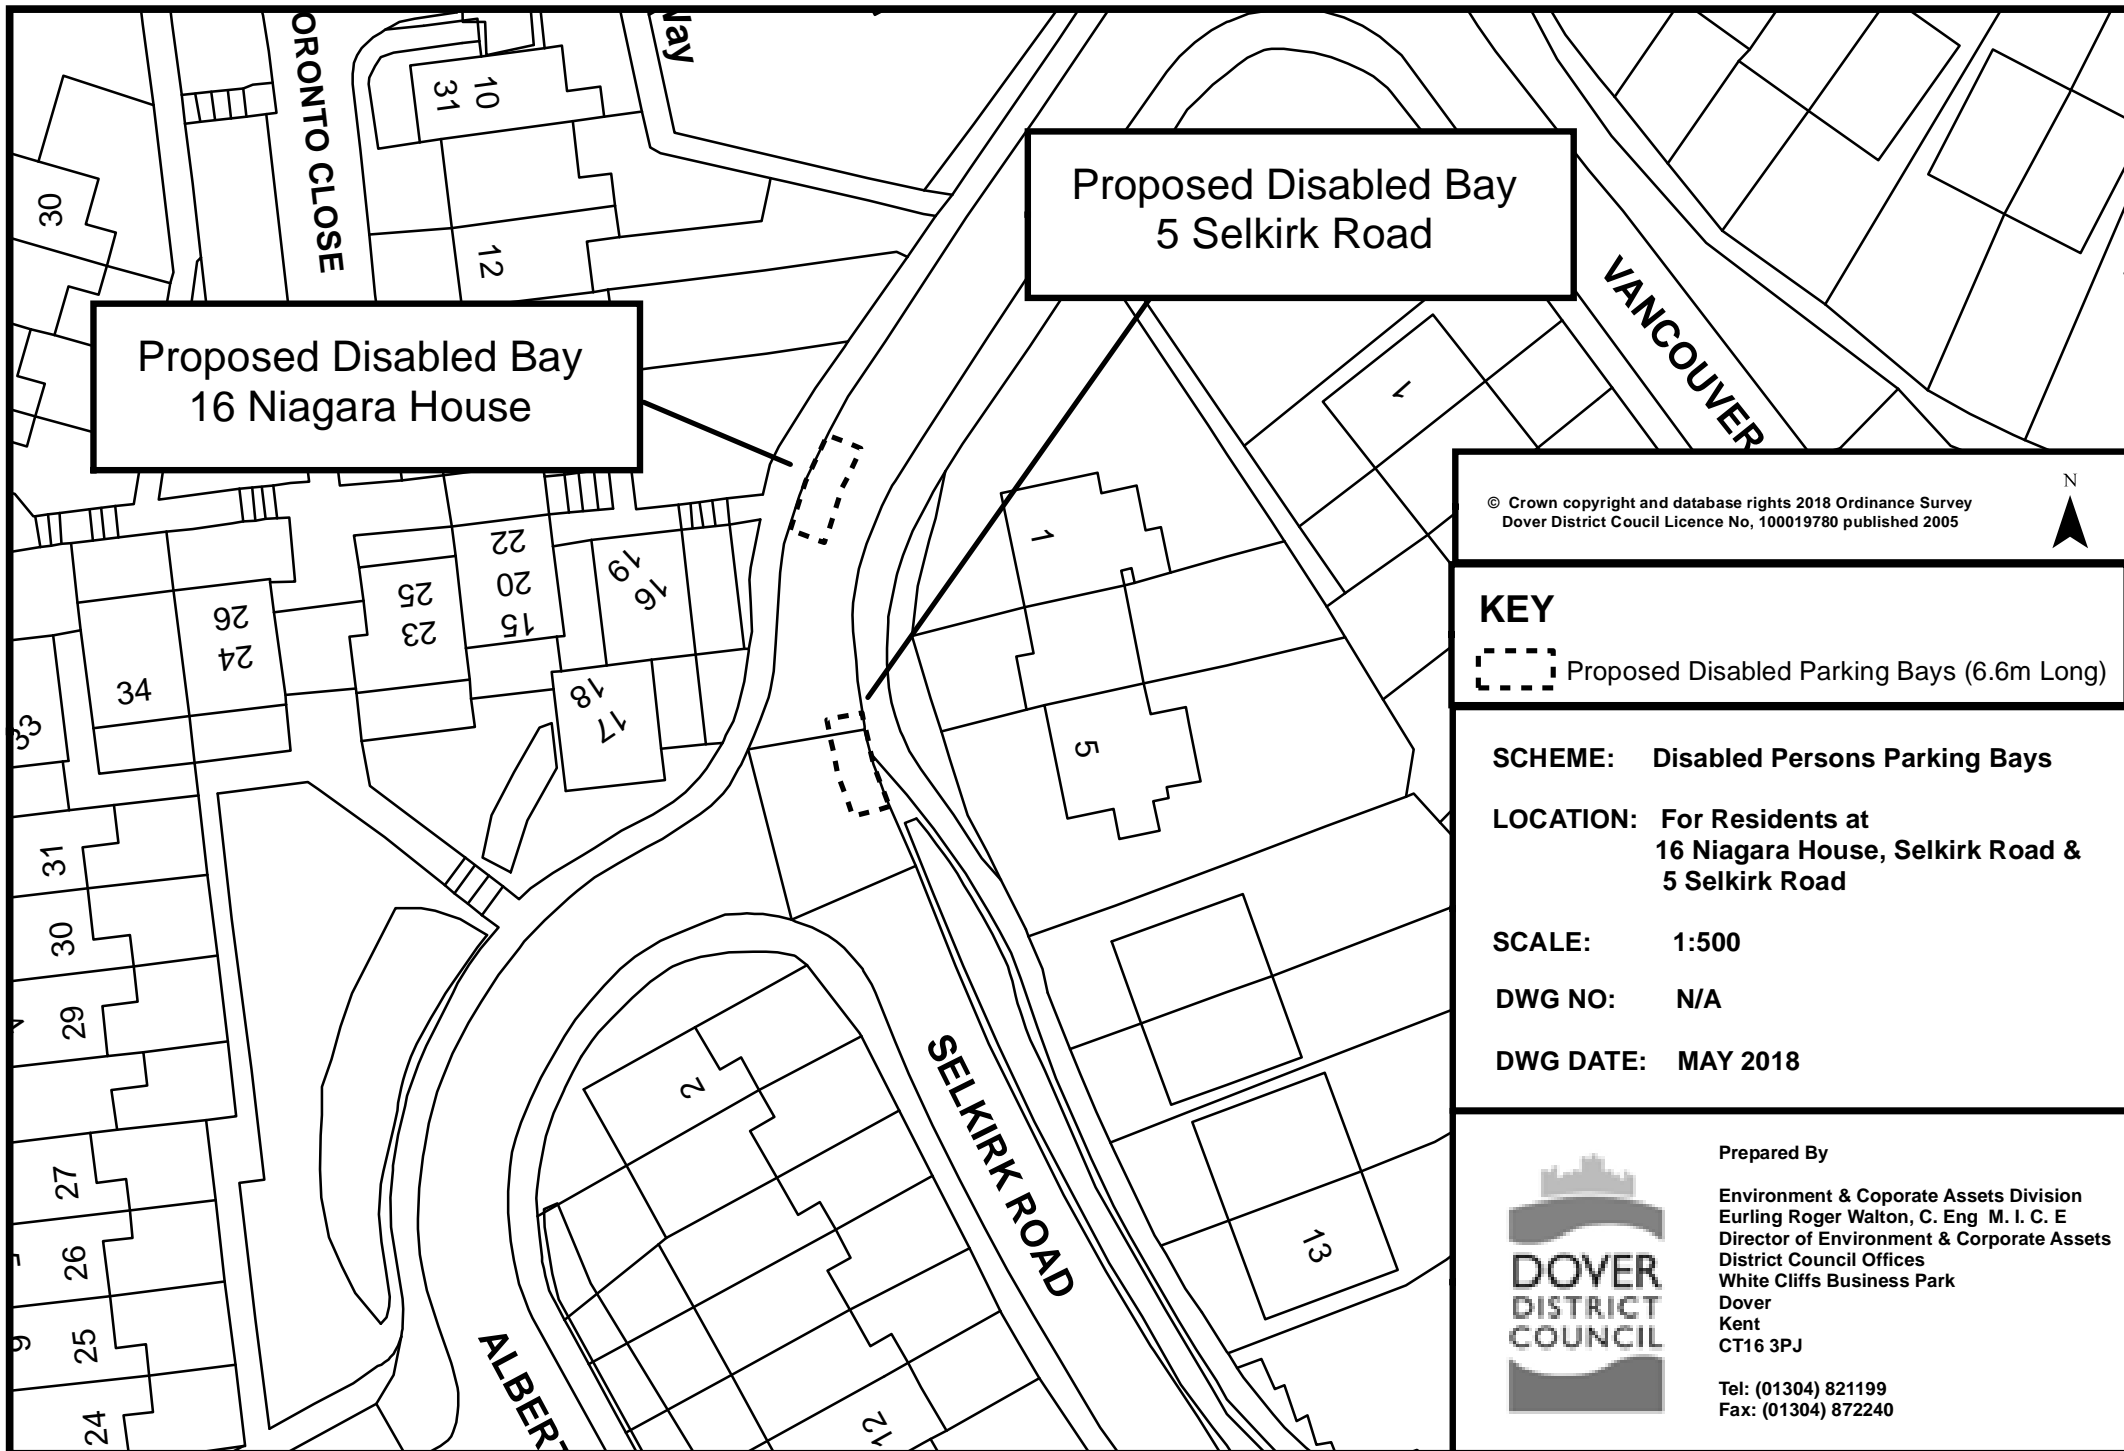 ORONTO CLOSE
Way
31
10
30
12
Proposed Disabled Bay
5 Selkirk Road
Proposed Disabled Bay
16 Niagara House
VANCOUVER
1
1
5
22
20
15
25
23
19
16
18
17
26
24
34
33
31
30
29
27
26
25
24
2
12
13
SELKIRK ROAD
ALBERT
© Crown copyright and database rights 2018 Ordinance Survey
Dover District Coucil Licence No, 100019780 published 2005
N
KEY
Proposed Disabled Parking Bays (6.6m Long)
SCHEME: Disabled Persons Parking Bays
LOCATION: For Residents at
16 Niagara House, Selkirk Road &
5 Selkirk Road
SCALE: 1:500
DWG NO: N/A
DWG DATE: MAY 2018
DOVER
DISTRICT
COUNCIL
Prepared By
Environment & Coporate Assets Division
Eurling Roger Walton, C. Eng M. I. C. E
Director of Environment & Corporate Assets
District Council Offices
White Cliffs Business Park
Dover
Kent
CT16 3PJ
Tel: (01304) 821199
Fax: (01304) 872240